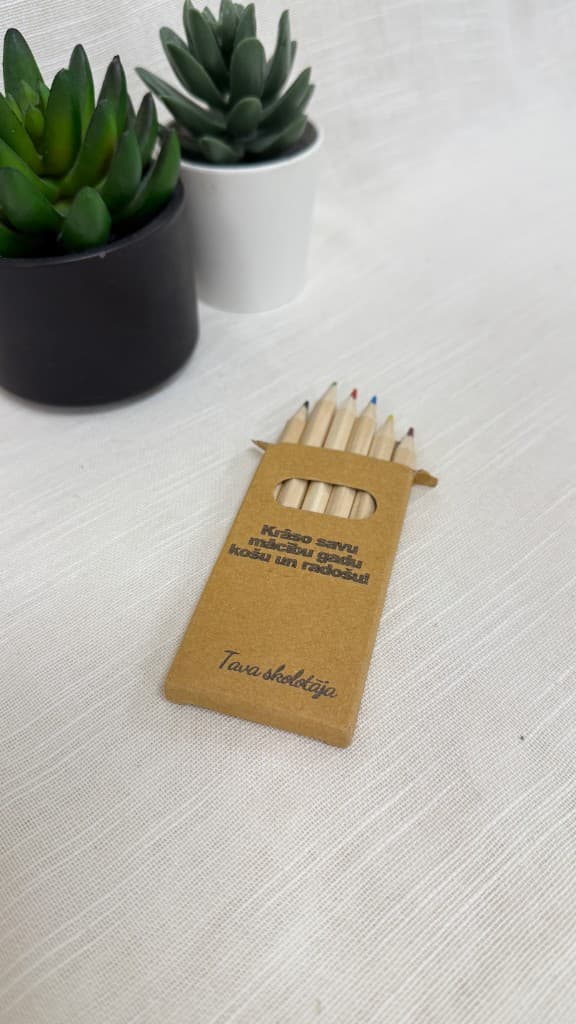 Krāso savu
mācību gadu
košu un radošu!
Tava skolotāja